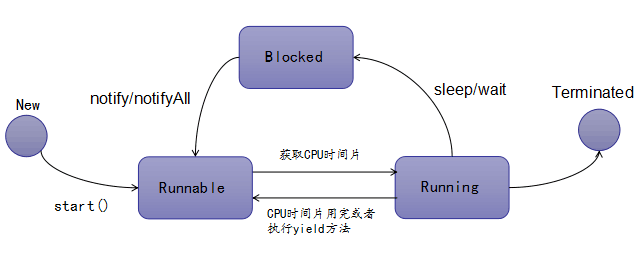 Blocked
sleep/wait
notify/notifyAll
New
Terminated
获取CPU时间片
Runnable
Running
start()
CPU时间片用完或者
执行yield方法